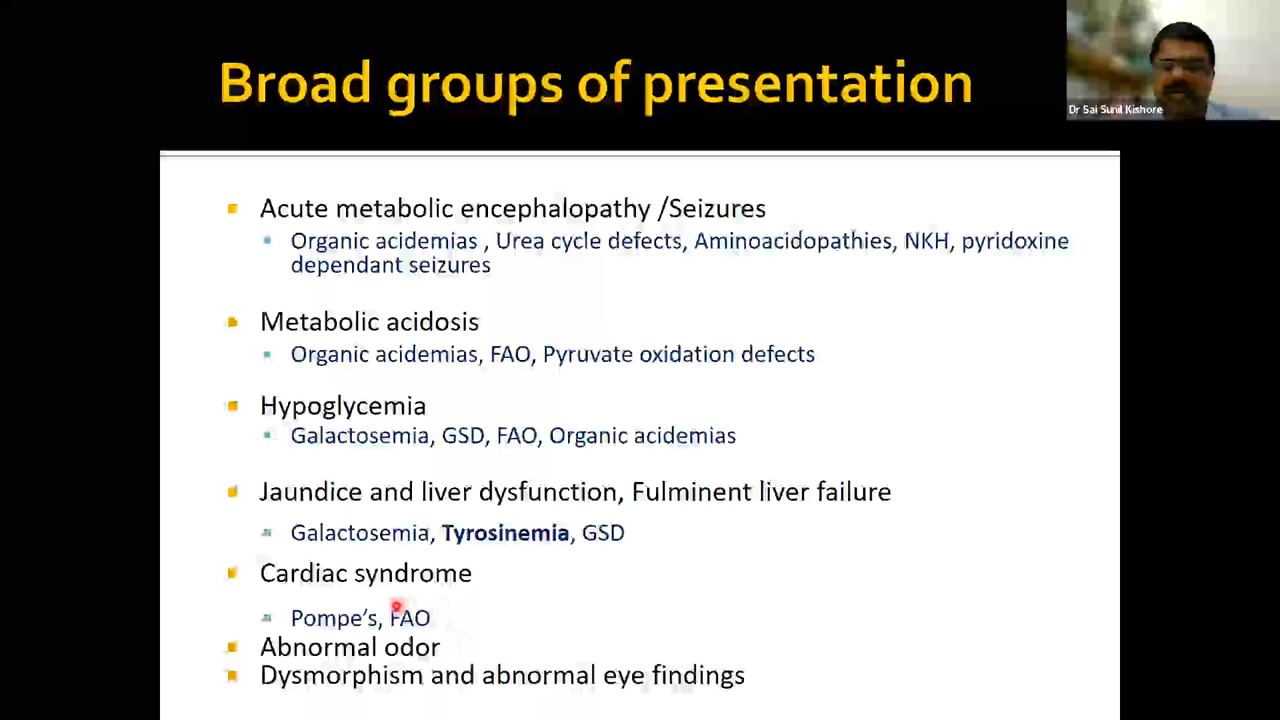 Broad groups of presentation
Dr Sai Sunil Kishore
Acute metabolic encephalopathy /Seizures
Organic acidemias , Urea cycle defects, Aminoacidopathies, NKH, pyridoxine
dependant seizures
Metabolic acidosis
Organic acidemias, FAO, Pyruvate oxidation defects
Hypoglycemia
Galactosemia, GSD, FAO, Organic acidemias
Jaundice and liver dysfunction, Fulminent liver failure
Galactosemia, Tyrosinemia, GSD
Cardiac syndrome
Pompe's, FAO
Abnormal odor
Dysmorphism and abnormal eye findings